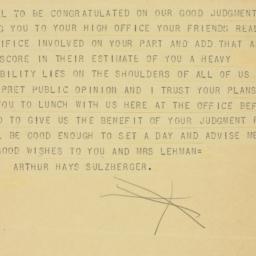 L TO BE CONGRATULATED ON OUR GOOD JUDGMENT
G YOU TO YOUR HIGH OFFICE YOUR FRIENDS REA
IFICE INVOLVED ON YOUR PART AND ADD THAT A
SCORE IN THEIR ESTIMATE OF YOU A HEAVY
BILITY LIES ON THE SHOULDERS OF ALL OF US
PRET PUBLIC OPINION AND I TRUST YOUR PLANS
YOU TO LUNCH WITH US HERE AT THE OFFICE BEF
D TO GIVE US THE BENEFIT OF YOUR JUDGMENT
L BE GOOD ENOUGH TO SET A DAY AND ADVISE ME
GOOD WISHES TO YOU AND MRS LEHMAN=
ARTHUR HAYS SULZBERGER.